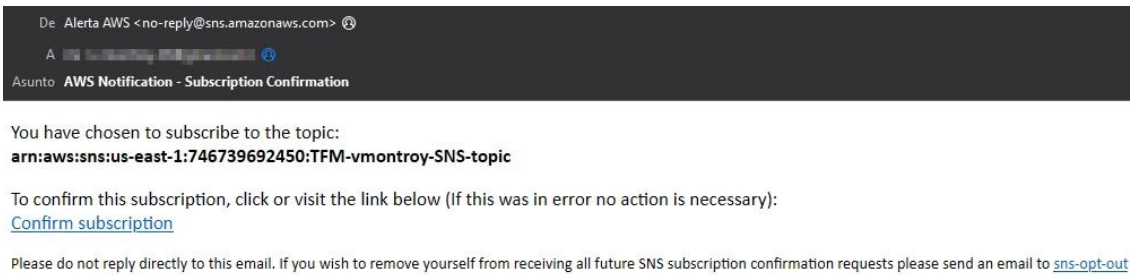 De Alerta AWS <no-reply@sns.amazonaws.com>
A
Asunto AWS Notification - Subscription Confirmation
You have chosen to subscribe to the topic:
arn:aws:sns:us-east-1:746739692450:TFM-vmontroy-SNS-topic
To confirm this subscription, click or visit the link below (If this was in error no action is necessary):
Confirm subscription
Please do not reply directly to this email. If you wish to remove yourself from receiving all future SNS subscription confirmation requests please send an email to sns-opt-out